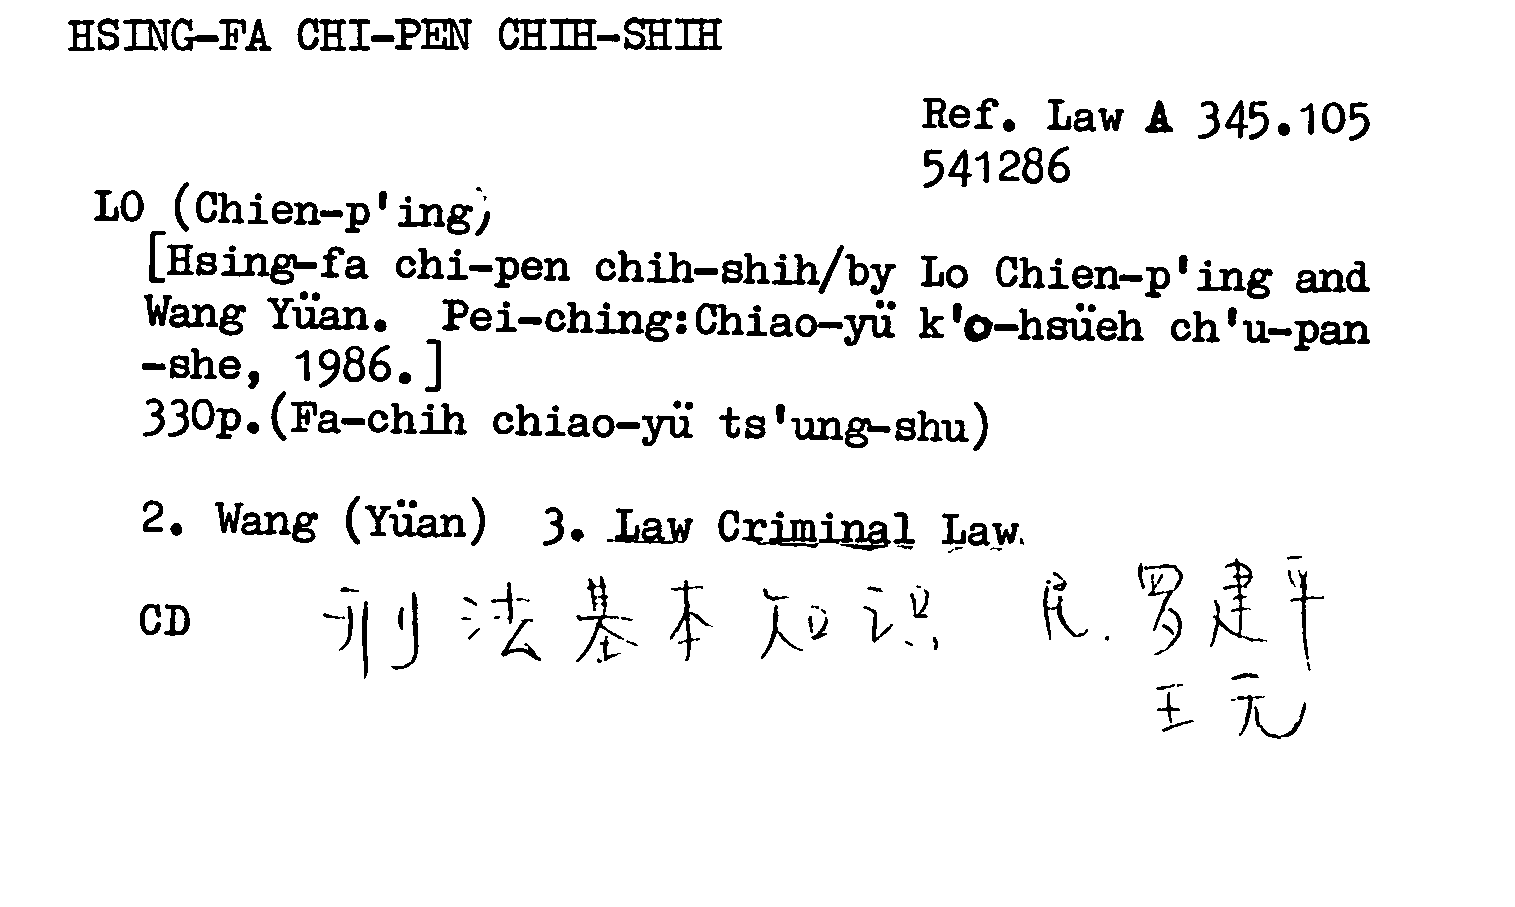 HSING-FA CHI-PEN CHIH-SHIH
Ref. Law A 345.105
541286
LO (Chien-p'ing)
[Hsing-fa chi-pen chih-shih/by Lo Chien-p'ing and
Wang Yüan. Pei-ching:Chiao-yü k'o-hsüeh ch'u-pan
-she, 1986.]
330p.(Fa-chih chiao-yü ts'ung-shu)
2. Wang (Yüan) 3. Law Criminal Law.
CD 刑法基本知识 民. 罗建平
王元